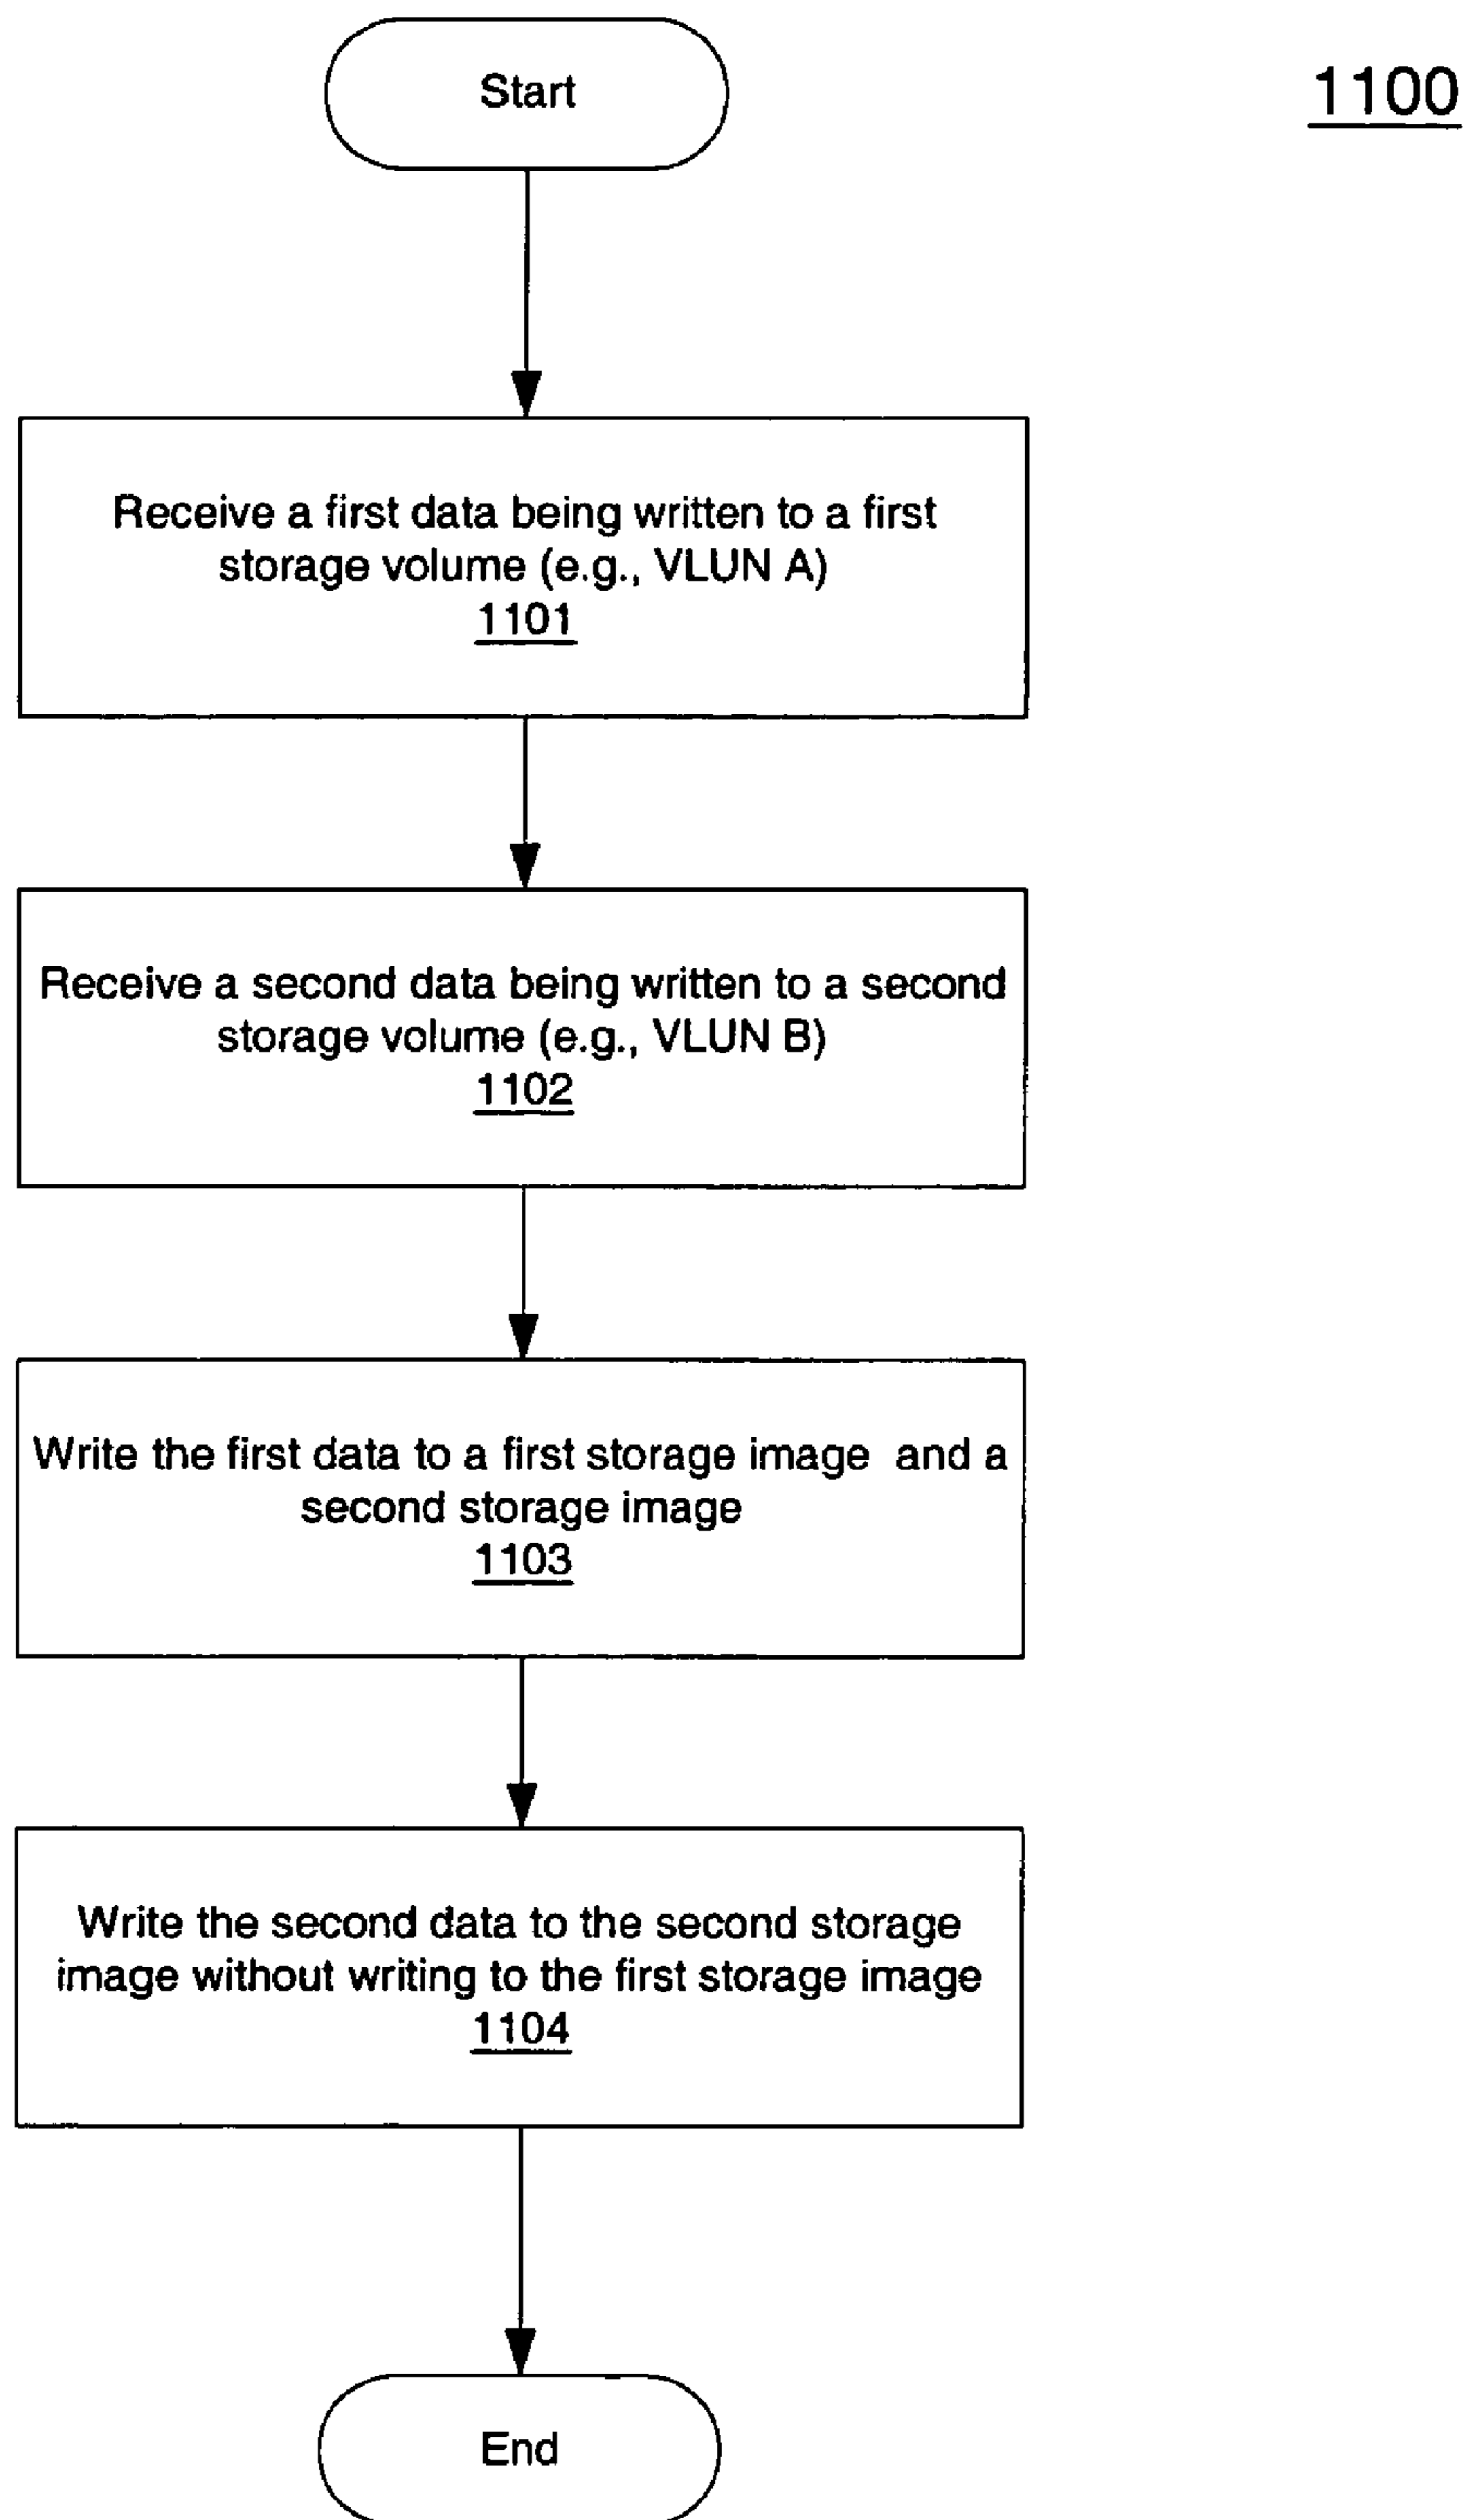 Start
1100
Receive a first data being written to a first
storage volume (e.g., VLUN A)
1101
Receive a second data being written to a second
storage volume (e.g., VLUN B)
1102
Write the first data to a first storage image and a
second storage image
1103
Write the second data to the second storage
image without writing to the first storage image
1104
End